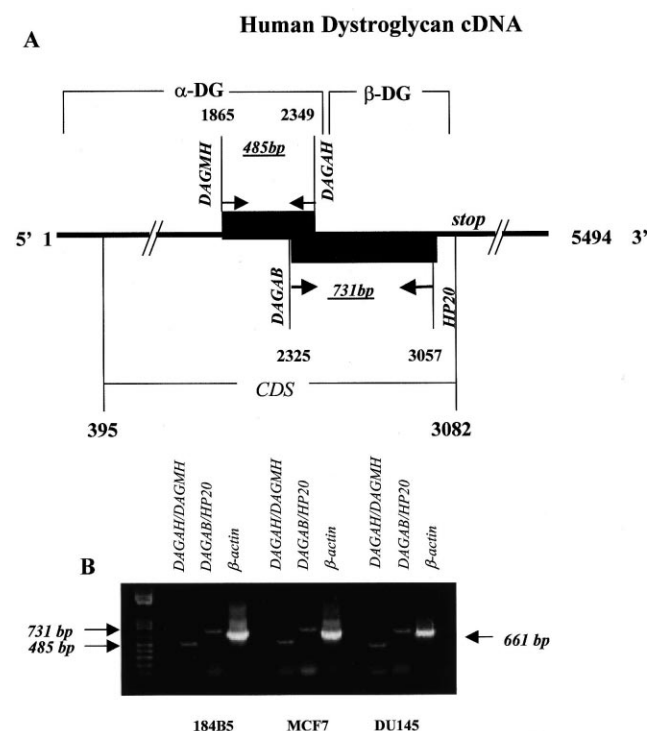 Human Dystroglycan cDNA
A
α-DG β-DG
1865 2349
485bp
DAGMH DAGAH
stop
5' 1 5494 3'
DAGAB 731bp HP20
2325 3057
CDS
395 3082
DAGAH/DAGMH DAGAB/HP20 β-actin DAGAH/DAGMH DAGAB/HP20 β-actin DAGAH/DAGMH DAGAB/HP20 β-actin
B
731 bp
485 bp 661 bp
184B5 MCF7 DU145